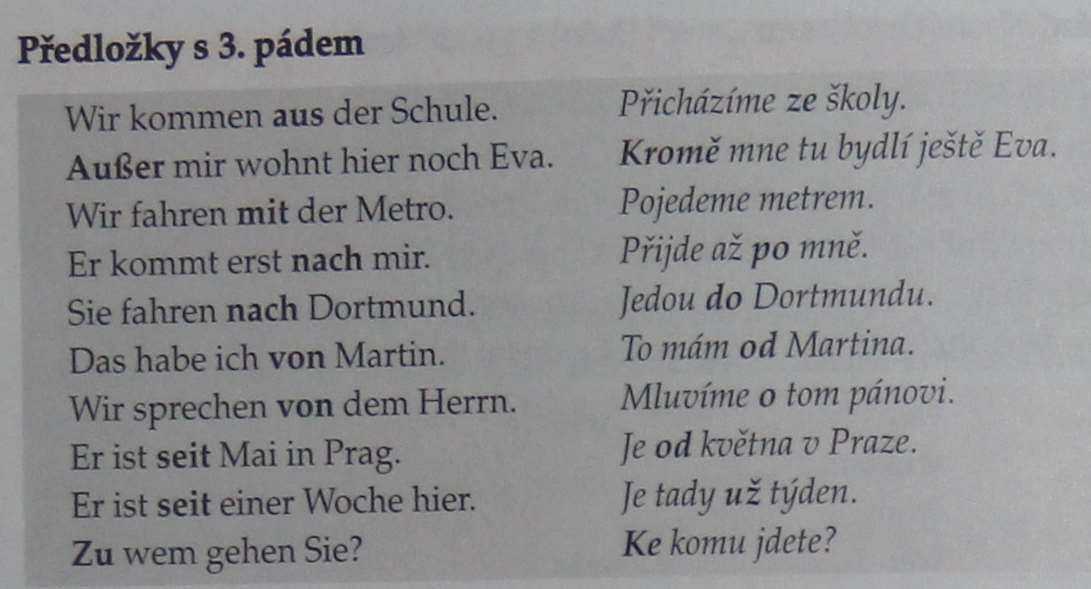 Předložky s 3. pádem
Wir kommen aus der Schule. Přicházíme ze školy.
Außer mir wohnt hier noch Eva. Kromě mne tu bydlí ještě Eva.
Wir fahren mit der Metro. Pojedeme metrem.
Er kommt erst nach mir. Přijde až po mně.
Sie fahren nach Dortmund. Jedou do Dortmundu.
Das habe ich von Martin. To mám od Martina.
Wir sprechen von dem Herrn. Mluvíme o tom pánovi.
Er ist seit Mai in Prag. Je od května v Praze.
Er ist seit einer Woche hier. Je tady už týden.
Zu wem gehen Sie? Ke komu jdete?